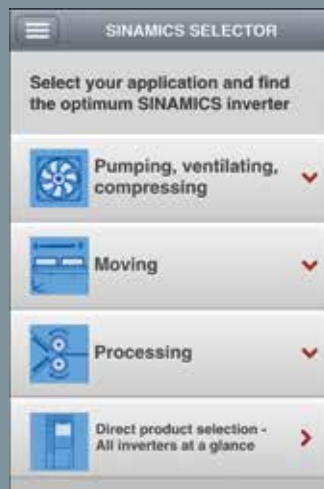 SINAMICS SELECTOR
Select your application and find
the optimum SINAMICS inverter
Pumping, ventilating,
compressing
Moving
Processing
Direct product selection -
All inverters at a glance